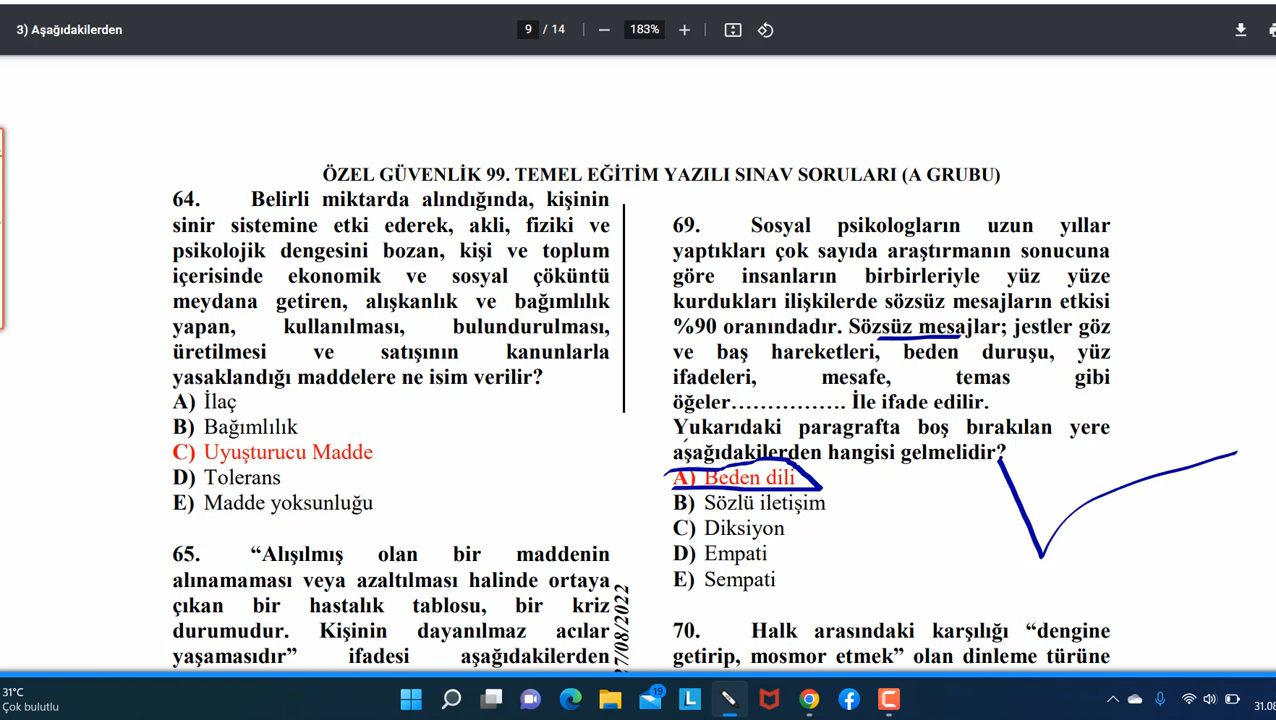 3) Aşağıdakilerden
9 / 14
183%
ÖZEL GÜVENLİK 99. TEMEL EĞİTİM YAZILI SINAV SORULARI (A GRUBU)
64. Belirli miktarda alındığında, kişinin
sinir sistemine etki ederek, akli, fiziki ve
psikolojik dengesini bozan, kişi ve toplum
içerisinde ekonomik ve sosyal çöküntü
meydana getiren, alışkanlık ve bağımlılık
yapan, kullanılması, bulundurulması,
üretilmesi ve satışının kanunlarla
yasaklandığı maddelere ne isim verilir?
A) İlaç
B) Bağımlılık
C) Uyuşturucu Madde
D) Tolerans
E) Madde yoksunluğu
65. “Alışılmış olan bir maddenin
alınamaması veya azaltılması halinde ortaya
çıkan bir hastalık tablosu, bir kriz
durumudur. Kişinin dayanılmaz acılar
yaşamasıdır” ifadesi aşağıdakilerden
27/08/2022
69. Sosyal psikologların uzun yıllar
yaptıkları çok sayıda araştırmanın sonucuna
göre insanların birbirleriyle yüz yüze
kurdukları ilişkilerde sözsüz mesajların etkisi
%90 oranındadır. Sözsüz mesajlar; jestler göz
ve baş hareketleri, beden duruşu, yüz
ifadeleri, mesafe, temas gibi
öğeler……………. İle ifade edilir.
Yukarıdaki paragrafta boş bırakılan yere
aşağıdakilerden hangisi gelmelidir?
A) Beden dili
B) Sözlü iletişim
C) Diksiyon
D) Empati
E) Sempati
70. Halk arasındaki karşılığı “dengine
getirip, mosmor etmek” olan dinleme türüne
31°C
Çok bulutlu
19
L
31.08